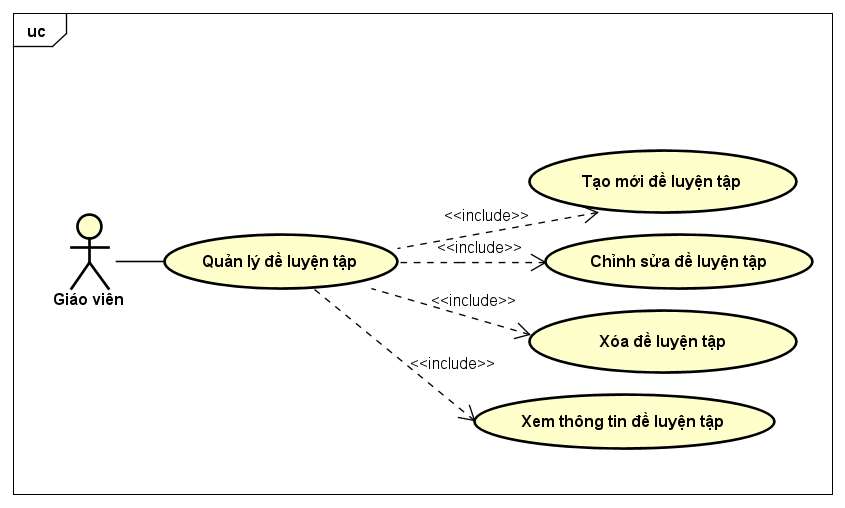 uc
Tạo mới đề luyện tập
<<include>>
<<include>>
Quản lý đề luyện tập
Chỉnh sửa đề luyện tập
Giáo viên
<<include>>
Xóa đề luyện tập
<<include>>
Xem thông tin đề luyện tập